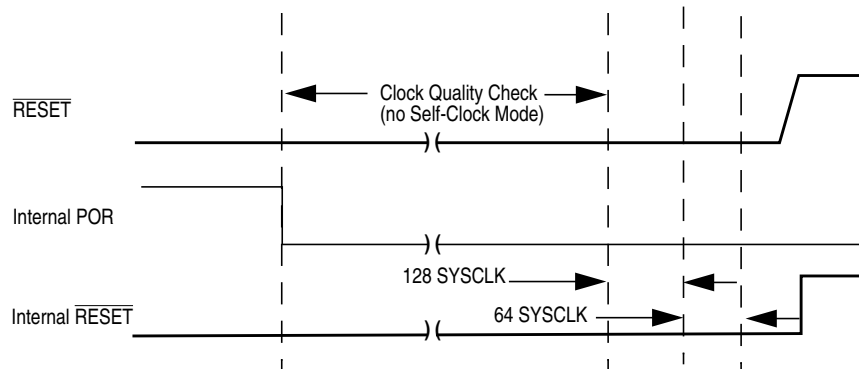 Clock Quality Check
(no Self-Clock Mode)
RESET
Internal POR
128 SYSCLK
64 SYSCLK
Internal RESET